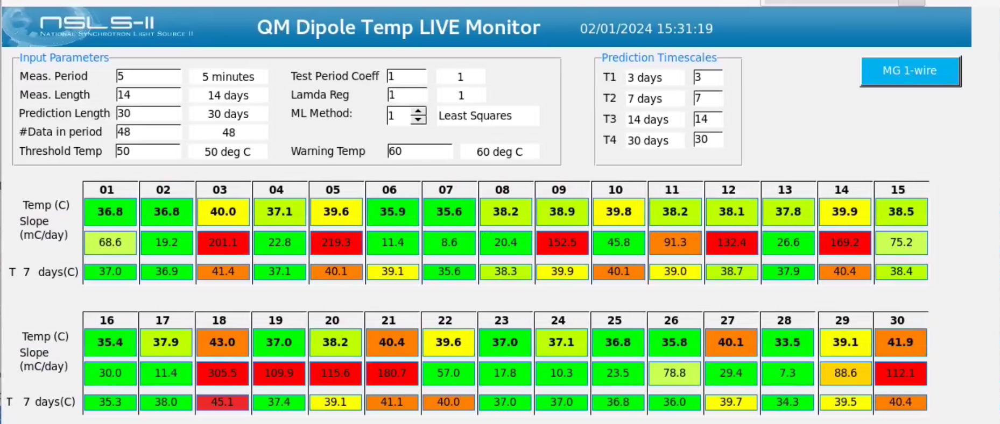 NSLS-II
NATIONAL SYNCHROTRON LIGHT SOURCE II
QM Dipole Temp LIVE Monitor 02/01/2024 15:31:19
Input Parameters
Meas. Period 5 5 minutes Test Period Coeff 1 1
Meas. Length 14 14 days Lamda Reg 1 1
Prediction Length 30 30 days ML Method: 1 Least Squares
#Data in period 48 48
Threshold Temp 50 50 deg C Warning Temp 60 60 deg C
Prediction Timescales
T1 3 days 3
T2 7 days 7
T3 14 days 14
T4 30 days 30
MG 1-wire
01 02 03 04 05 06 07 08 09 10 11 12 13 14 15
Temp (C) 36.8 36.8 40.0 37.1 39.6 35.9 35.6 38.2 38.9 39.8 38.2 38.1 37.8 39.9 38.5
Slope
(mC/day) 68.6 19.2 201.1 22.8 219.3 11.4 8.6 20.4 152.5 45.8 91.3 132.4 26.6 169.2 75.2
T 7 days(C) 37.0 36.9 41.4 37.1 40.1 39.1 35.6 38.3 39.9 40.1 39.0 38.7 37.9 40.4 38.4
16 17 18 19 20 21 22 23 24 25 26 27 28 29 30
Temp (C) 35.4 37.9 43.0 37.0 38.2 40.4 39.6 37.0 37.1 36.8 35.8 40.1 33.5 39.1 41.9
Slope
(mC/day) 30.0 11.4 305.5 109.9 115.6 180.7 57.0 17.8 10.3 23.5 78.8 29.4 7.3 88.6 112.1
T 7 days(C) 35.3 38.0 45.1 37.4 39.1 41.1 40.0 37.0 37.0 36.8 36.0 39.7 34.3 39.5 40.4